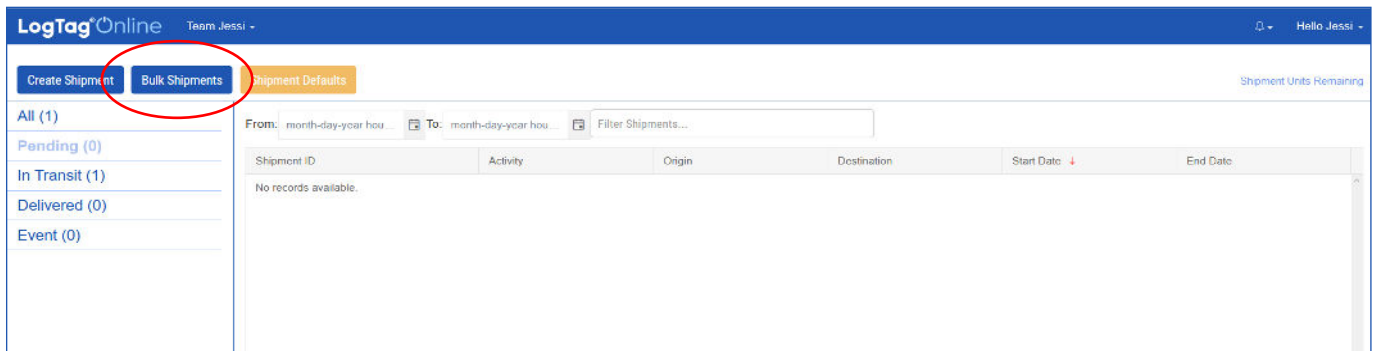 LogTag Online Team Jessi Hello Jessi
Create Shipment Bulk Shipments Shipment Defaults Shipment Units Remaining
All (1)
Pending (0)
In Transit (1)
Delivered (0)
Event (0)
From: month-day-year hou... To: month-day-year hou... Filter Shipments...
Shipment ID Activity Origin Destination Start Date ↓ End Date
No records available.